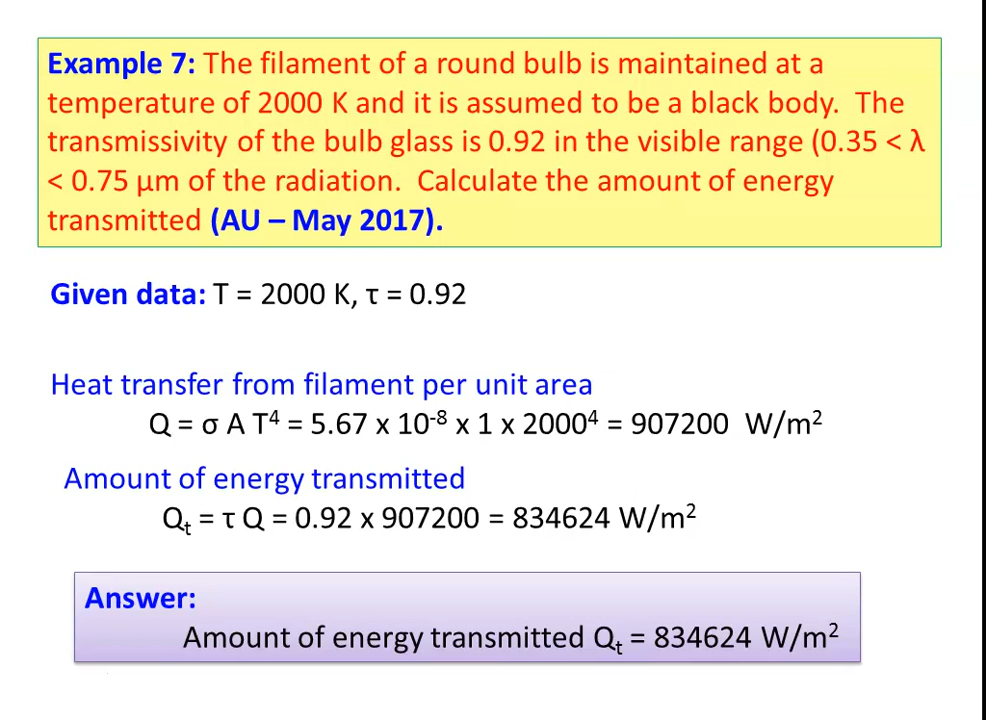 Example 7: The filament of a round bulb is maintained at a
temperature of 2000 K and it is assumed to be a black body. The
transmissivity of the bulb glass is 0.92 in the visible range (0.35 < λ
< 0.75 μm of the radiation. Calculate the amount of energy
transmitted (AU – May 2017).
Given data: T = 2000 K, τ = 0.92
Heat transfer from filament per unit area
Q = σ A T⁴ = 5.67 x 10⁻⁸ x 1 x 2000⁴ = 907200 W/m²
Amount of energy transmitted
Qₜ = τ Q = 0.92 x 907200 = 834624 W/m²
Answer:
Amount of energy transmitted Qₜ = 834624 W/m²